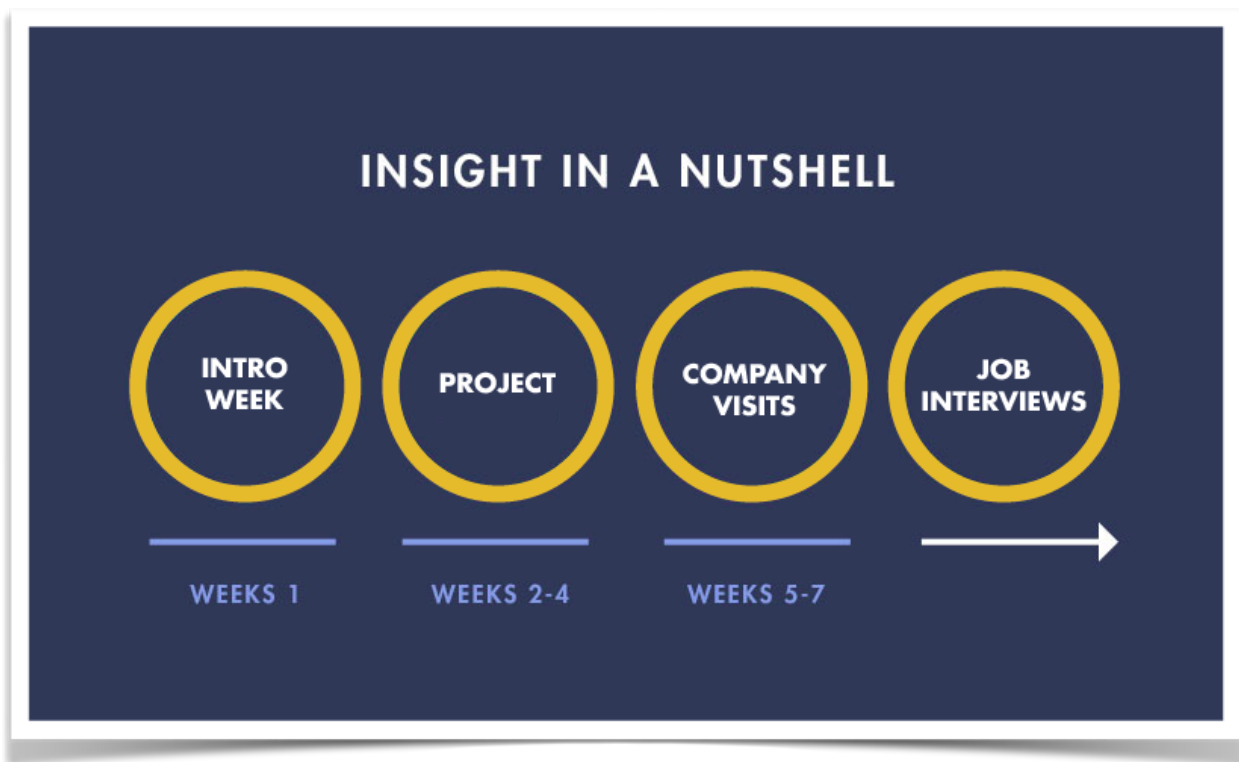 INSIGHT IN A NUTSHELL
INTRO
WEEK
PROJECT
COMPANY
VISITS
JOB
INTERVIEWS
WEEKS 1
WEEKS 2-4
WEEKS 5-7